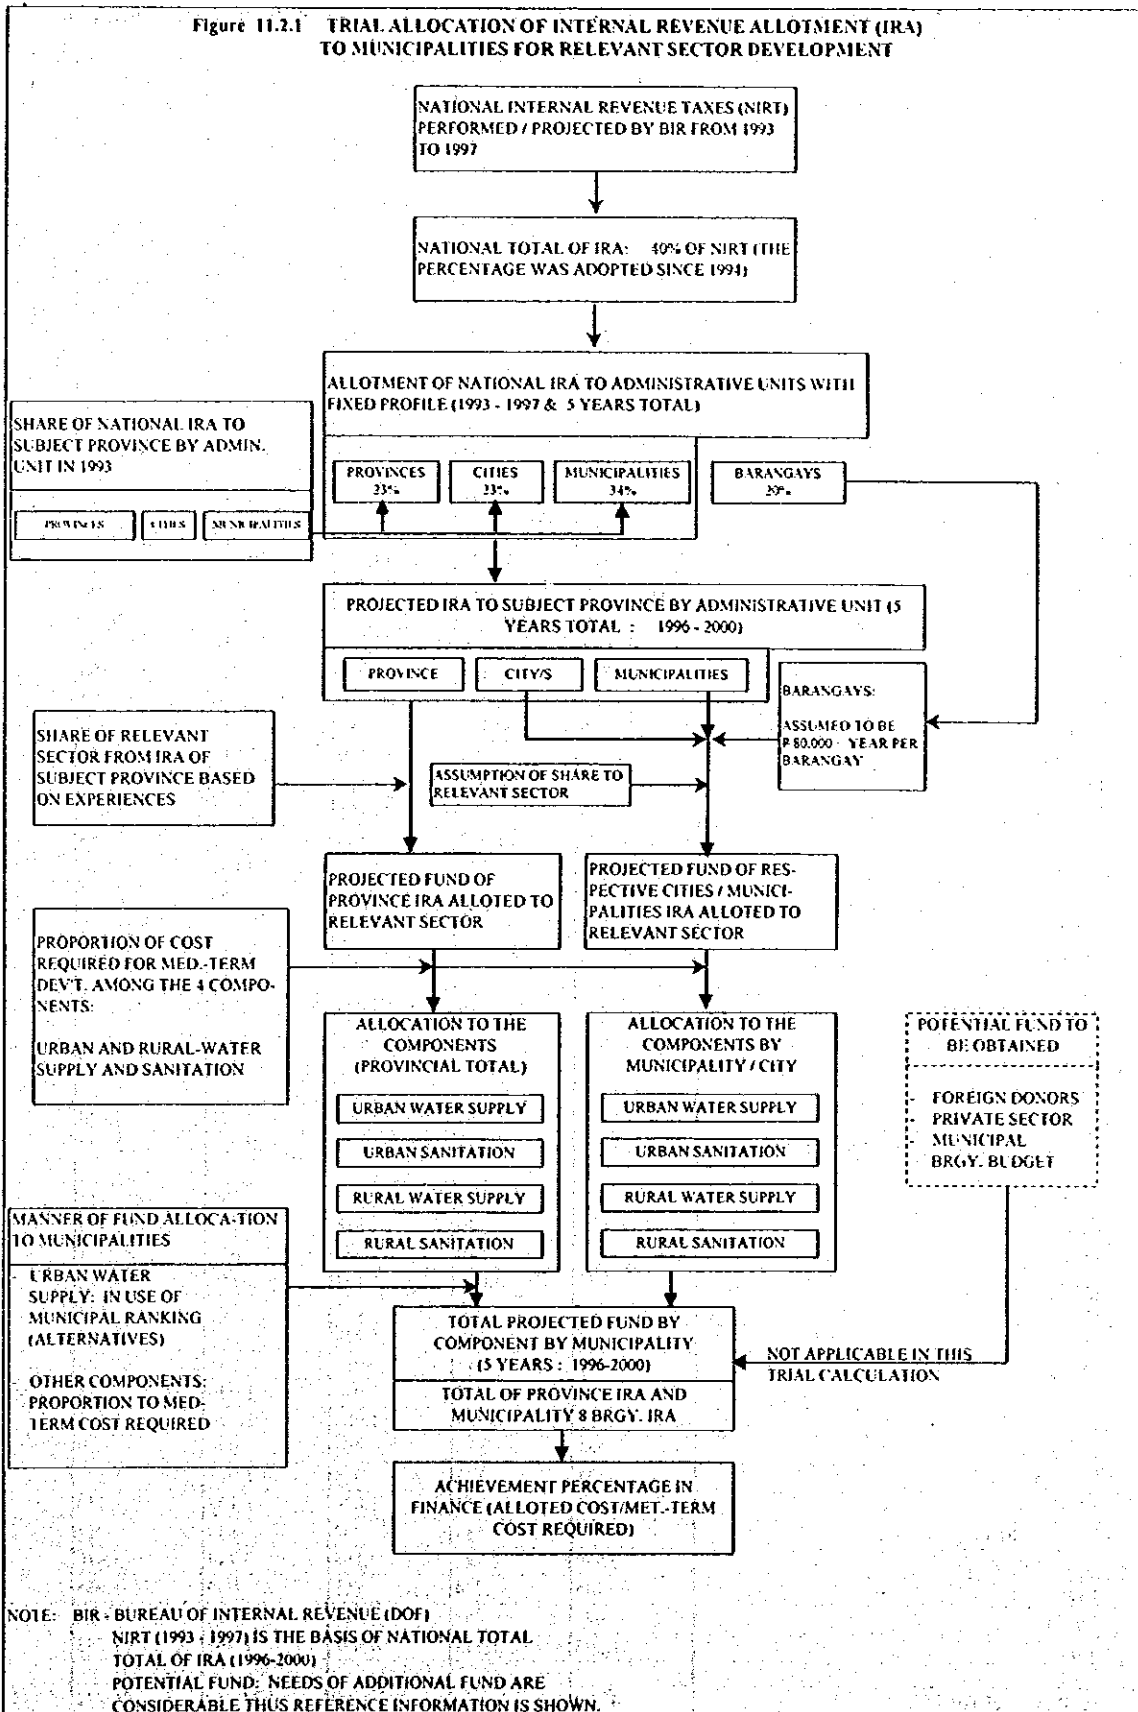 Figure 11.2.1 TRIAL ALLOCATION OF INTERNAL REVENUE ALLOTMENT (IRA)
TO MUNICIPALITIES FOR RELEVANT SECTOR DEVELOPMENT
NATIONAL INTERNAL REVENUE TAXES (NIRT)
PERFORMED / PROJECTED BY BIR FROM 1993
TO 1997
NATIONAL TOTAL OF IRA: 40% OF NIRT (THE
PERCENTAGE WAS ADOPTED SINCE 1994)
ALLOTMENT OF NATIONAL IRA TO ADMINISTRATIVE UNITS WITH
FIXED PROFILE (1993 - 1997 & 5 YEARS TOTAL)
PROVINCES
23%
CITIES
23%
MUNICIPALITIES
34%
BARANGAYS
20%
SHARE OF NATIONAL IRA TO
SUBJECT PROVINCE BY ADMIN.
UNIT IN 1993
PROVINCES
CITIES
MUNICIPALITIES
PROJECTED IRA TO SUBJECT PROVINCE BY ADMINISTRATIVE UNIT (5
YEARS TOTAL : 1996 - 2000)
PROVINCE
CITY/S
MUNICIPALITIES
BARANGAYS:
ASSUMED TO BE
₱ 80.000 - YEAR PER
BARANGAY
SHARE OF RELEVANT
SECTOR FROM IRA OF
SUBJECT PROVINCE BASED
ON EXPERIENCES
ASSUMPTION OF SHARE TO
RELEVANT SECTOR
PROJECTED FUND OF
PROVINCE IRA ALLOTED TO
RELEVANT SECTOR
PROJECTED FUND OF RES-
PECTIVE CITIES / MUNICI-
PALITIES IRA ALLOTED TO
RELEVANT SECTOR
PROPORTION OF COST
REQUIRED FOR MED.-TERM
DEV'T. AMONG THE 4 COMPO-
NENTS:
URBAN AND RURAL-WATER
SUPPLY AND SANITATION
ALLOCATION TO THE
COMPONENTS
(PROVINCIAL TOTAL)
URBAN WATER SUPPLY
URBAN SANITATION
RURAL WATER SUPPLY
RURAL SANITATION
ALLOCATION TO THE
COMPONENTS BY
MUNICIPALITY / CITY
URBAN WATER SUPPLY
URBAN SANITATION
RURAL WATER SUPPLY
RURAL SANITATION
POTENTIAL FUND TO
BE OBTAINED
- FOREIGN DONORS
- PRIVATE SECTOR
- MUNICIPAL
BRGY. BUDGET
MANNER OF FUND ALLOCA-TION
TO MUNICIPALITIES
- URBAN WATER
SUPPLY: IN USE OF
MUNICIPAL RANKING
(ALTERNATIVES)
- OTHER COMPONENTS:
PROPORTION TO MED-
TERM COST REQUIRED
TOTAL PROJECTED FUND BY
COMPONENT BY MUNICIPALITY
(5 YEARS : 1996-2000)
TOTAL OF PROVINCE IRA AND
MUNICIPALITY 8 BRGY. IRA
NOT APPLICABLE IN THIS
TRIAL CALCULATION
ACHIEVEMENT PERCENTAGE IN
FINANCE (ALLOTED COST/MET.-TERM
COST REQUIRED)
NOTE: BIR - BUREAU OF INTERNAL REVENUE (DOF)
NIRT (1993 - 1997) IS THE BASIS OF NATIONAL TOTAL
TOTAL OF IRA (1996-2000)
POTENTIAL FUND: NEEDS OF ADDITIONAL FUND ARE
CONSIDERABLE THUS REFERENCE INFORMATION IS SHOWN.